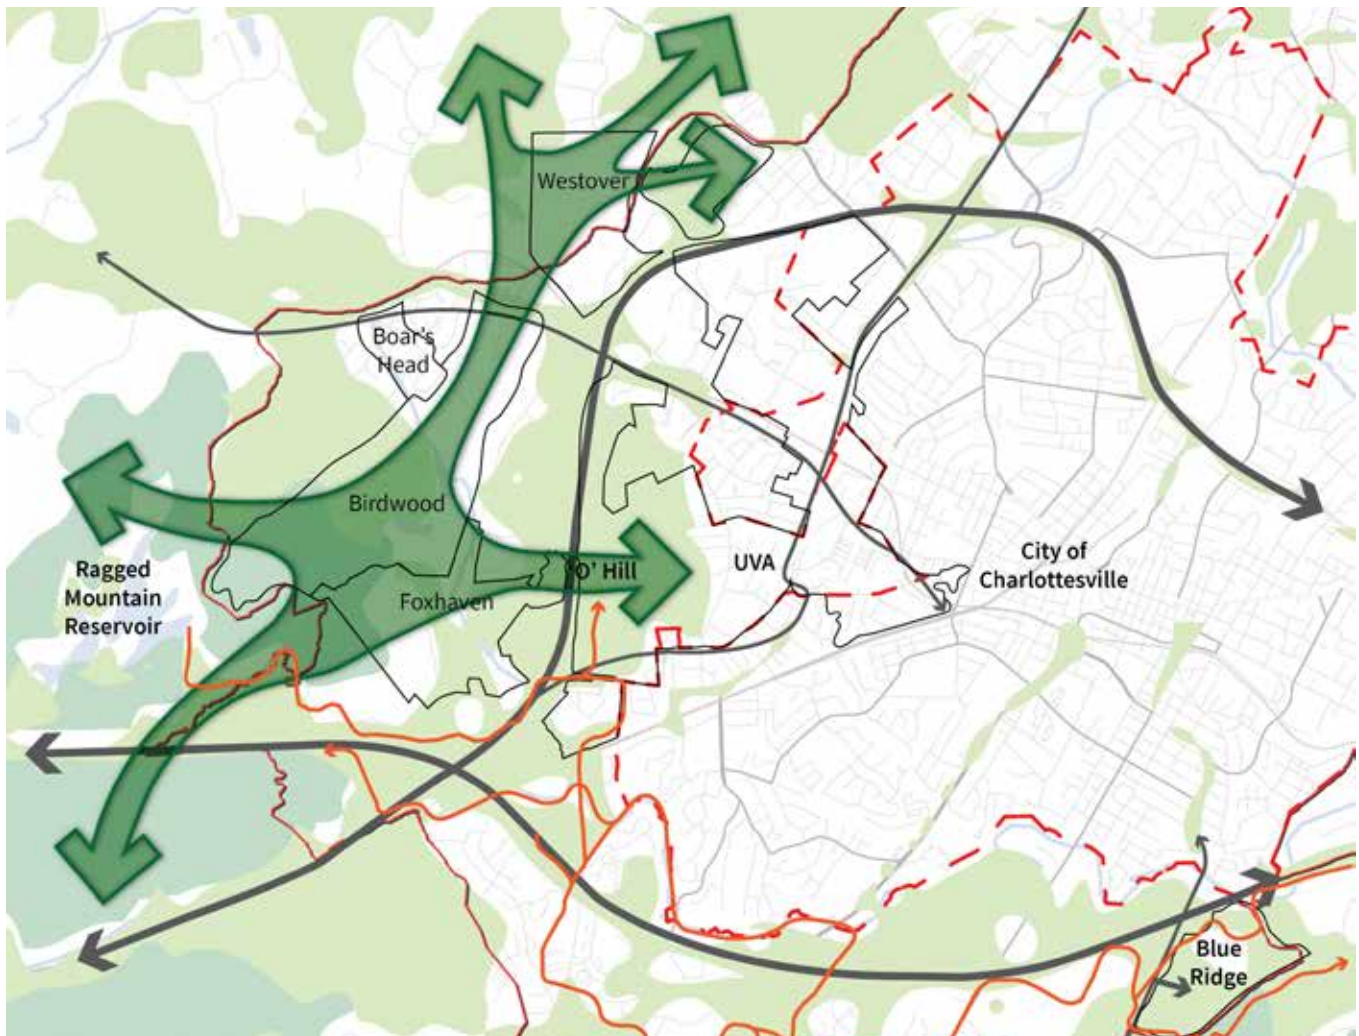 Westover
Boar's
Head
Birdwood
Ragged
Mountain
Reservoir
Foxhaven
O' Hill
UVA
City of
Charlottesville
Blue
Ridge